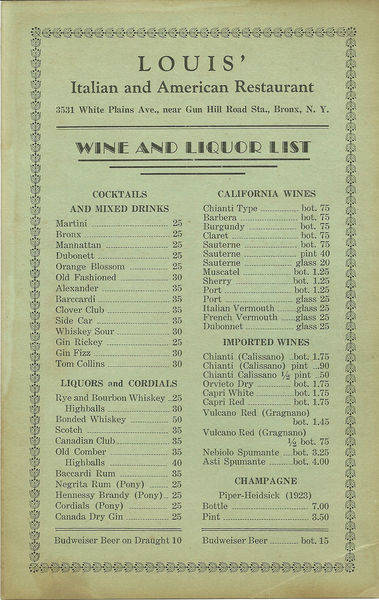 LOUIS'
Italian and American Restaurant
3531 White Plains Ave., near Gun Hill Road Sta., Bronx, N. Y.
WINE AND LIQUOR LIST
COCKTAILS
AND MIXED DRINKS
Martini 25
Bronx 25
Mannattan 25
Dubonett 25
Orange Blossom 25
Old Fashioned 30
Alexander 35
Barccardi 35
Clover Club 35
Side Car 35
Whiskey Sour 30
Gin Rickey 25
Gin Fizz 30
Tom Collins 30
LIQUORS and CORDIALS
Rye and Bourbon Whiskey .25
Highballs 30
Bonded Whiskey 50
Scotch 35
Canadian Club 35
Old Comber 35
Highballs 40
Baccardi Rum 35
Negrita Rum (Pony) 25
Hennessy Brandy (Pony) 25
Cordials (Pony) 25
Canada Dry Gin 25
Budweiser Beer on Draught 10
CALIFORNIA WINES
Chianti Type bot. 75
Barbera bot. 75
Burgundy bot. 75
Claret bot. 75
Sauterne bot. 75
Sauterne pint 40
Sauterne glass 20
Muscatel bot. 1.25
Sherry bot. 1.25
Port bot. 1.25
Port glass 25
Italian Vermouth glass 25
French Vermouth glass 25
Dubonnet glass 25
IMPORTED WINES
Chianti (Calissano) bot. 1.75
Chianti (Calissano) pint .90
Chianti Calissano ½ pint .50
Orvieto Dry bot. 1.75
Capri White bot. 1.75
Capri Red bot. 1.75
Vulcano Red (Gragnano)
bot. 1.45
Vulcano Red (Gragnano)
½ bot. 75
Nebiolo Spumante bot. 3.25
Asti Spumante bot. 4.00
CHAMPAGNE
Piper-Heidsick (1923)
Bottle 7.00
Pint 3.50
Budweiser Beer bot. 15